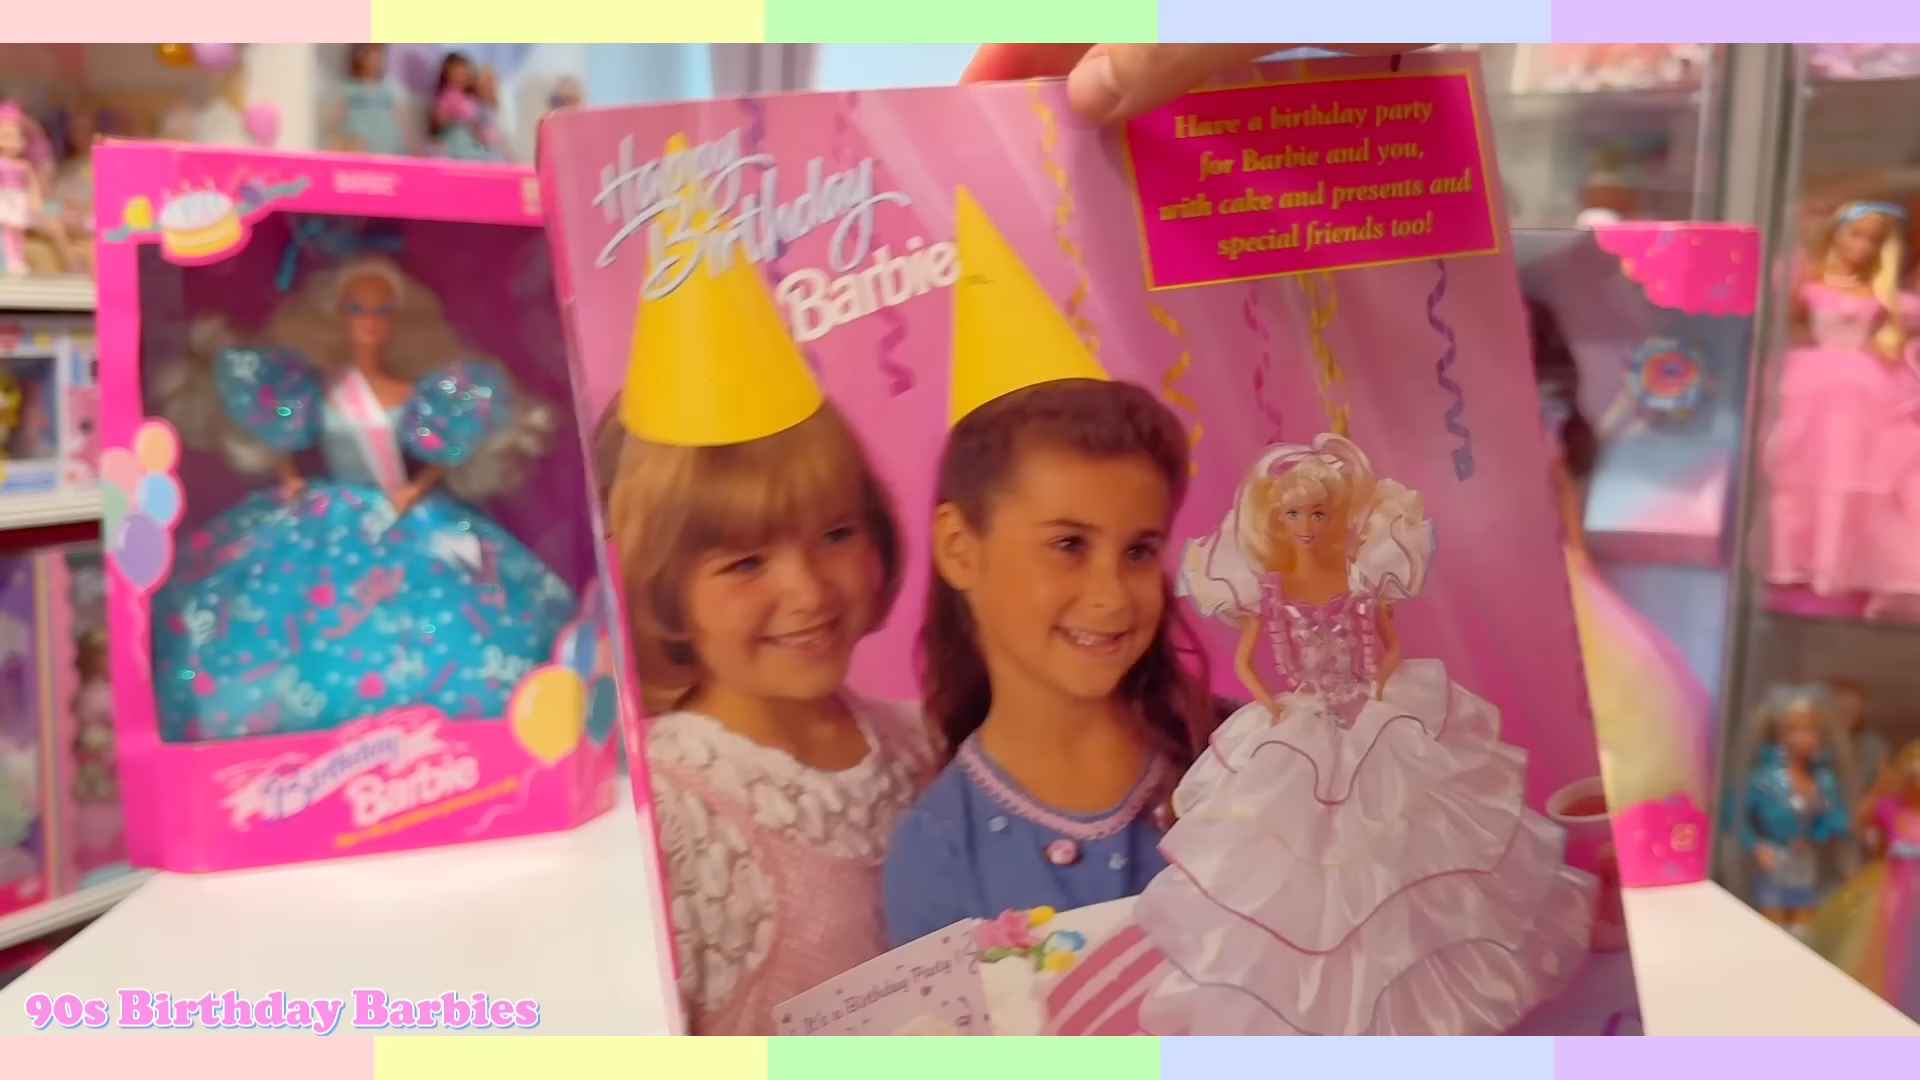 BARBIE
Happy
Birthday
Barbie
Have a birthday party
for Barbie and you,
with cake and presents and
special friends too!
Birthday
Barbie
It's a Birthday Party!
90s Birthday Barbies